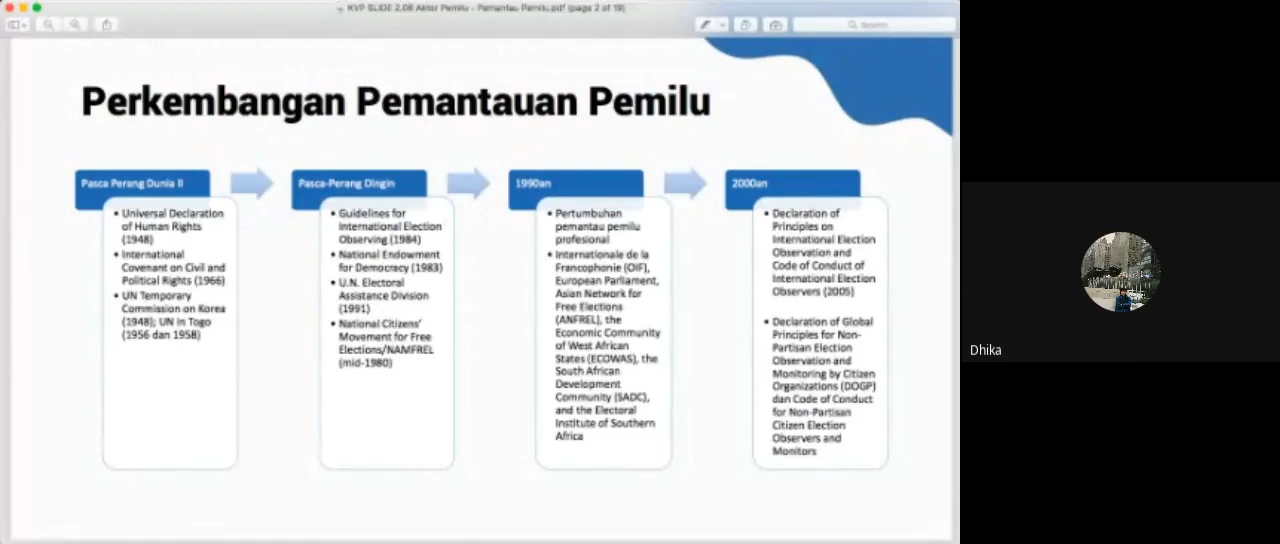 KVP SLIDE 2.06 Aktor Pemilu - Pemantau Pemilu.pdf (page 2 of 19)
Search
Perkembangan Pemantauan Pemilu
Pasca Perang Dunia II
• Universal Declaration
of Human Rights
(1948)
• International
Covenant on Civil and
Political Rights (1966)
• UN Temporary
Commission on Korea
(1948); UN in Togo
(1956 dan 1958)
Pasca-Perang Dingin
• Guidelines for
International Election
Observing (1984)
• National Endowment
for Democracy (1983)
• U.N. Electoral
Assistance Division
(1991)
• National Citizens'
Movement for Free
Elections/NAMFREL
(mid-1980)
1990an
• Pertumbuhan
pemantau pemilu
profesional
• Internationale de la
Francophonie (OIF),
European Parliament,
Asian Network for
Free Elections
(ANFREL), the
Economic Community
of West African
States (ECOWAS), the
South African
Development
Community (SADC),
and the Electoral
Institute of Southern
Africa
2000an
• Declaration of
Principles on
International Election
Observation and
Code of Conduct of
International Election
Observers (2005)
• Declaration of Global
Principles for Non-
Partisan Election
Observation and
Monitoring by Citizen
Organizations (DOGP)
dan Code of Conduct
for Non-Partisan
Citizen Election
Observers and
Monitors
Dhika